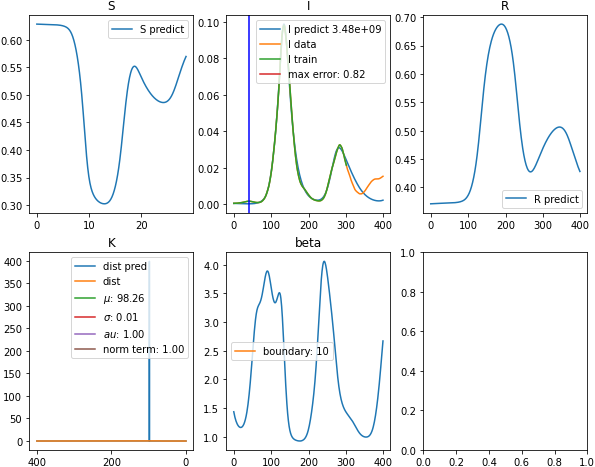 S
I
R
S predict
I predict 3.48e+09
I data
I train
max error: 0.82
R predict
0.60
0.55
0.50
0.45
0.40
0.35
0.30
0 20
0.10
0.08
0.06
0.04
0.02
0.00
0 100 200 300 400
0.70
0.65
0.60
0.55
0.50
0.45
0.40
0 100 200 300 400
K
beta
dist pred
dist
μ: 98.26
σ: 0.01
au: 1.00
norm term: 1.00
boundary: 10
400
350
300
250
200
150
100
50
0
400 200 0
4.0
3.5
3.0
2.5
2.0
1.5
1.0
0 100 200 300 400
1.0
0.8
0.6
0.4
0.2
0.0
0.0 0.2 0.4 0.6 0.8 1.0